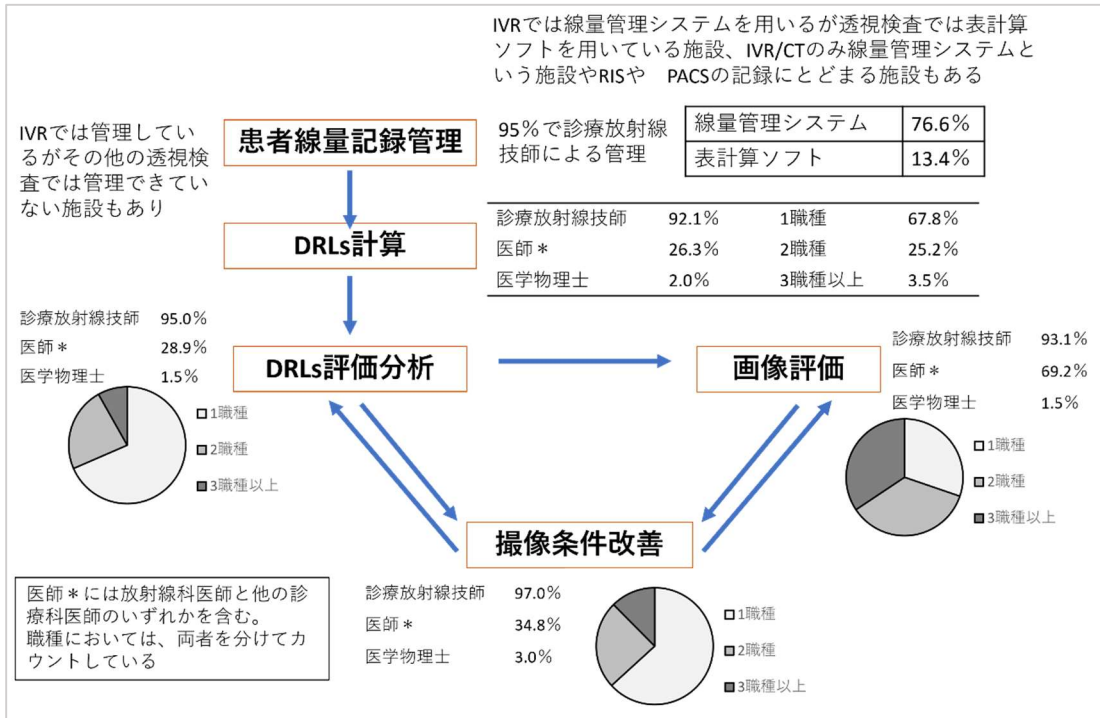 IVRでは線量管理システムを用いるが透視検査では表計算
ソフトを用いている施設、IVR/CTのみ線量管理システムと
いう施設やRISや　PACSの記録にとどまる施設もある
IVRでは管理してい
るがその他の透視検
査では管理できてい
ない施設もあり
患者線量記録管理
95％で診療放射線
技師による管理
線量管理システム 76.6%
表計算ソフト 13.4%
DRLs計算
診療放射線技師 92.1% 1職種 67.8%
医師＊ 26.3% 2職種 25.2%
医学物理士 2.0% 3職種以上 3.5%
診療放射線技師 95.0%
医師＊ 28.9%
医学物理士 1.5%
1職種
2職種
3職種以上
DRLs評価分析
画像評価
診療放射線技師 93.1%
医師＊ 69.2%
医学物理士 1.5%
1職種
2職種
3職種以上
撮像条件改善
診療放射線技師 97.0%
医師＊ 34.8%
医学物理士 3.0%
1職種
2職種
3職種以上
医師＊には放射線科医師と他の診
療科医師のいずれかを含む。
職種においては、両者を分けてカ
ウントしている